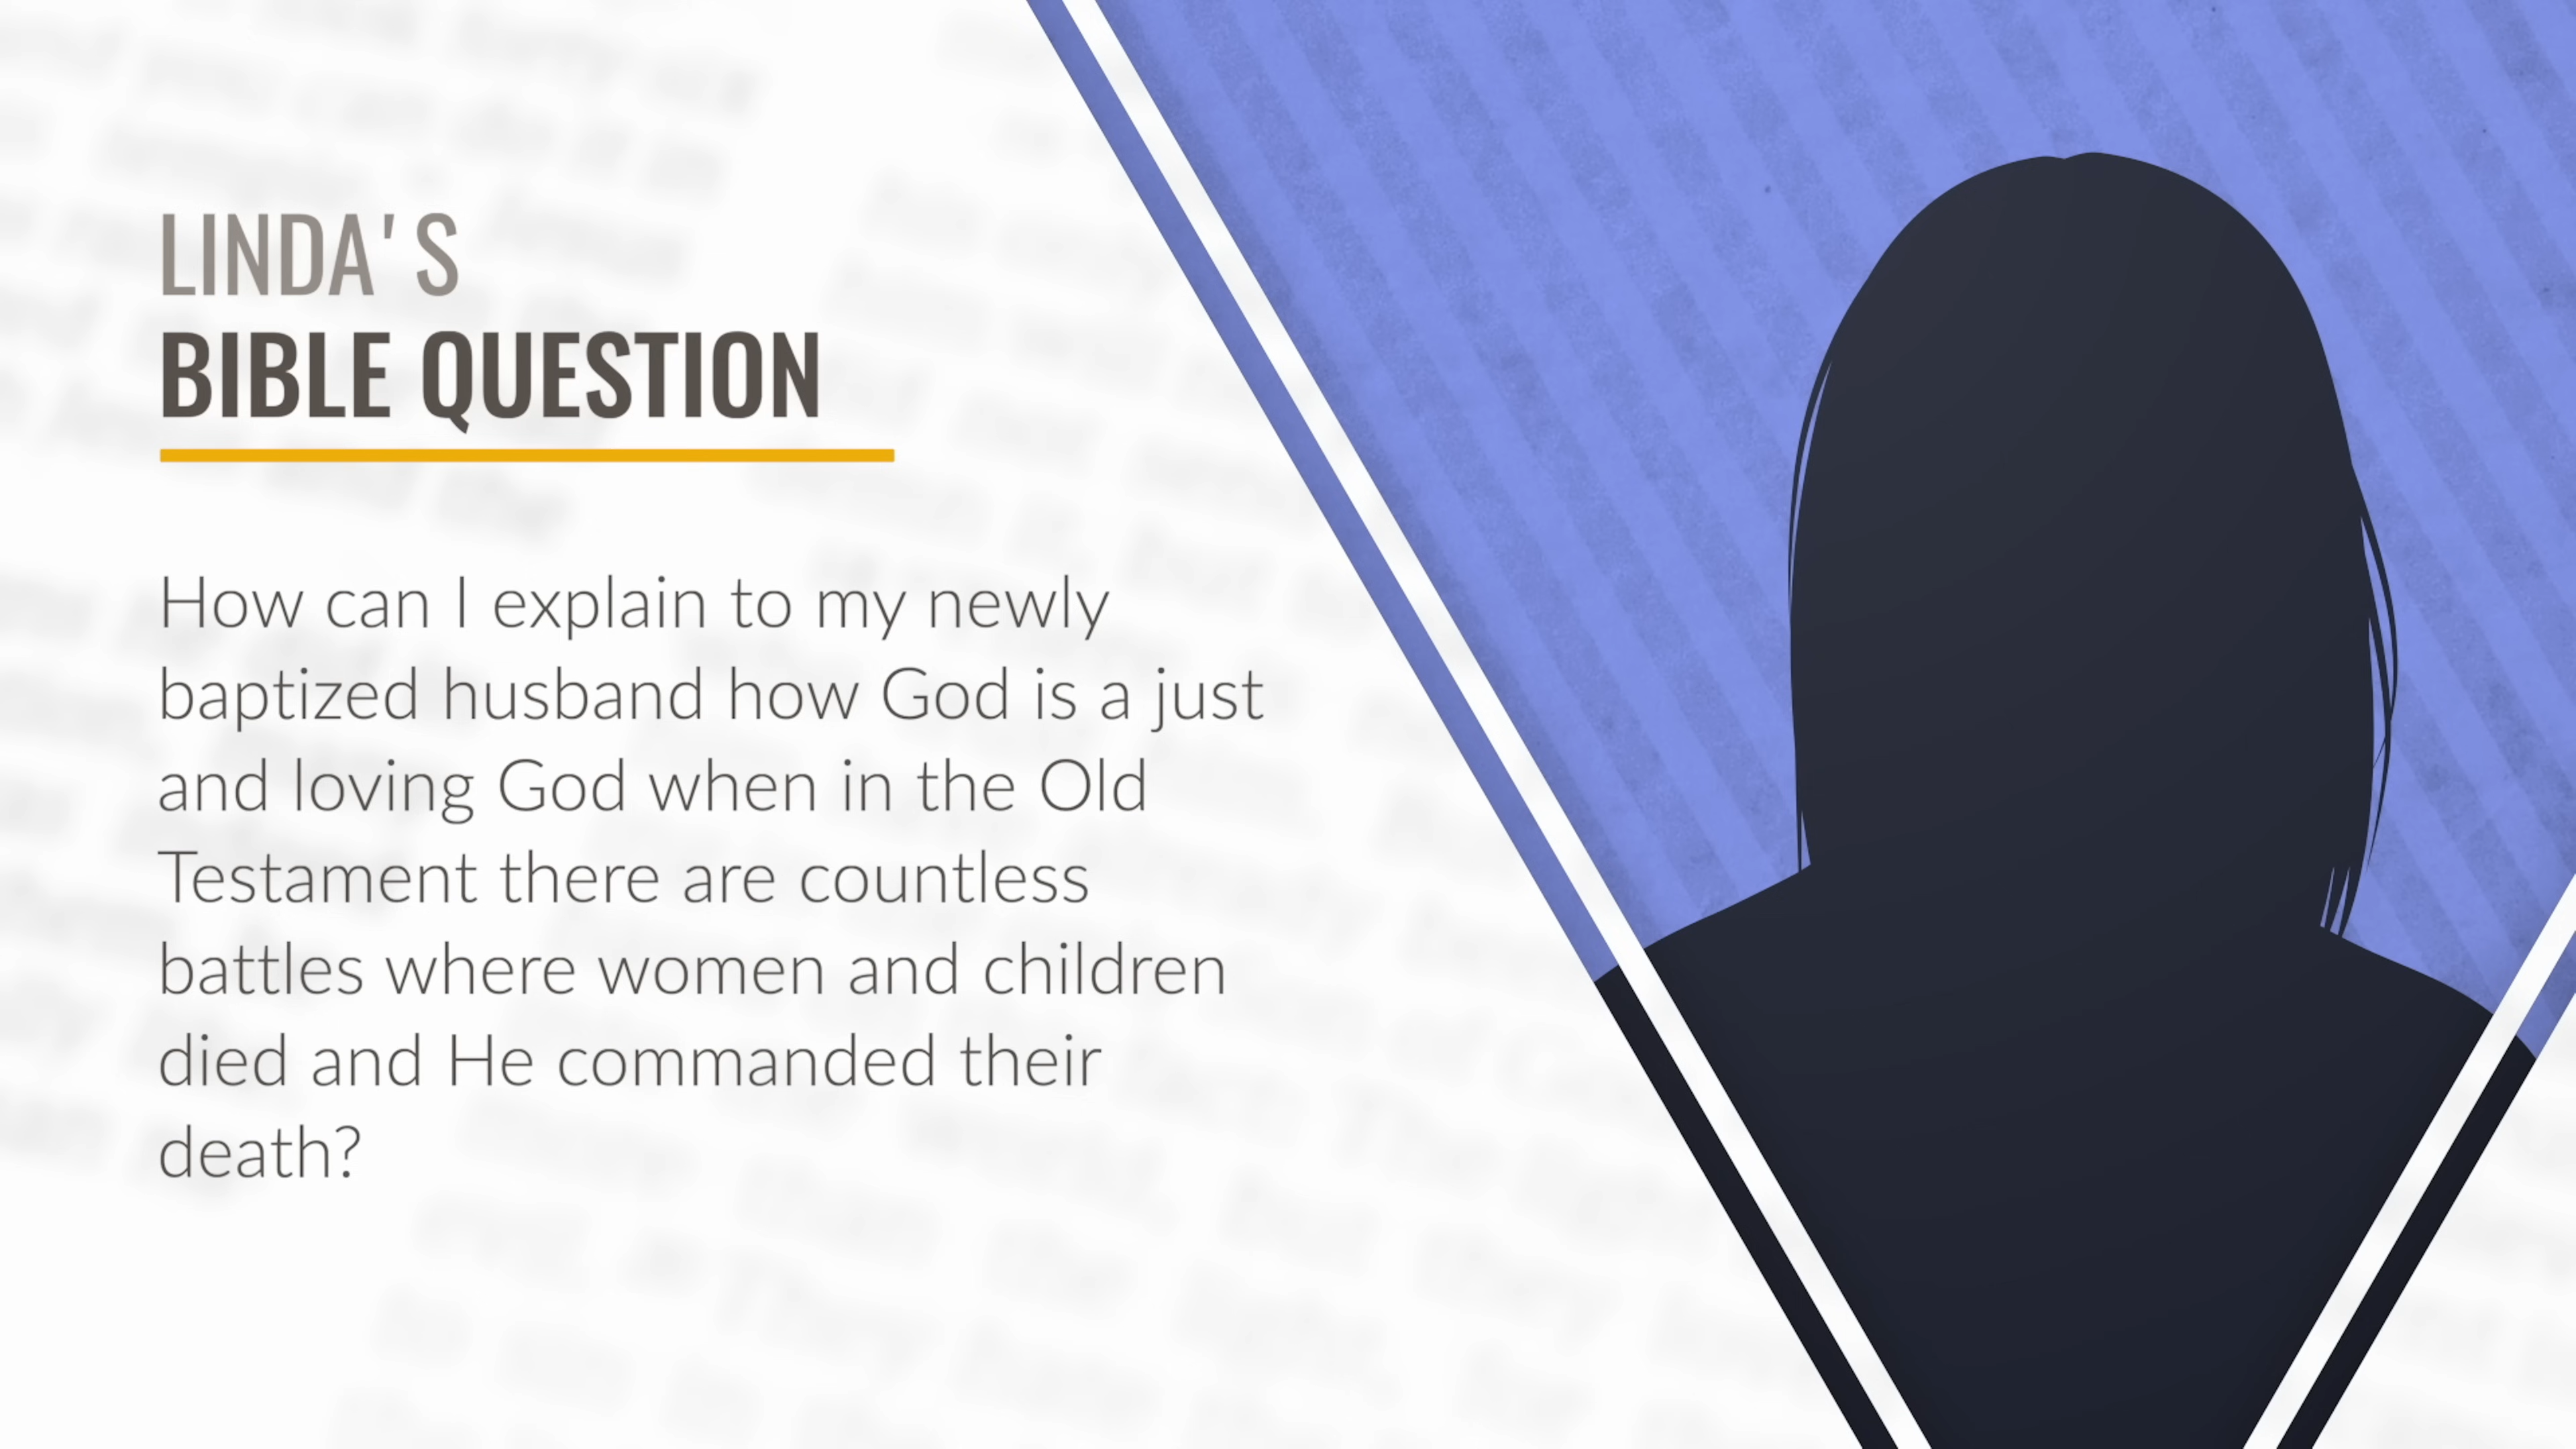 LINDA'S
BIBLE QUESTION
How can I explain to my newly
baptized husband how God is a just
and loving God when in the Old
Testament there are countless
battles where women and children
died and He commanded their
death?